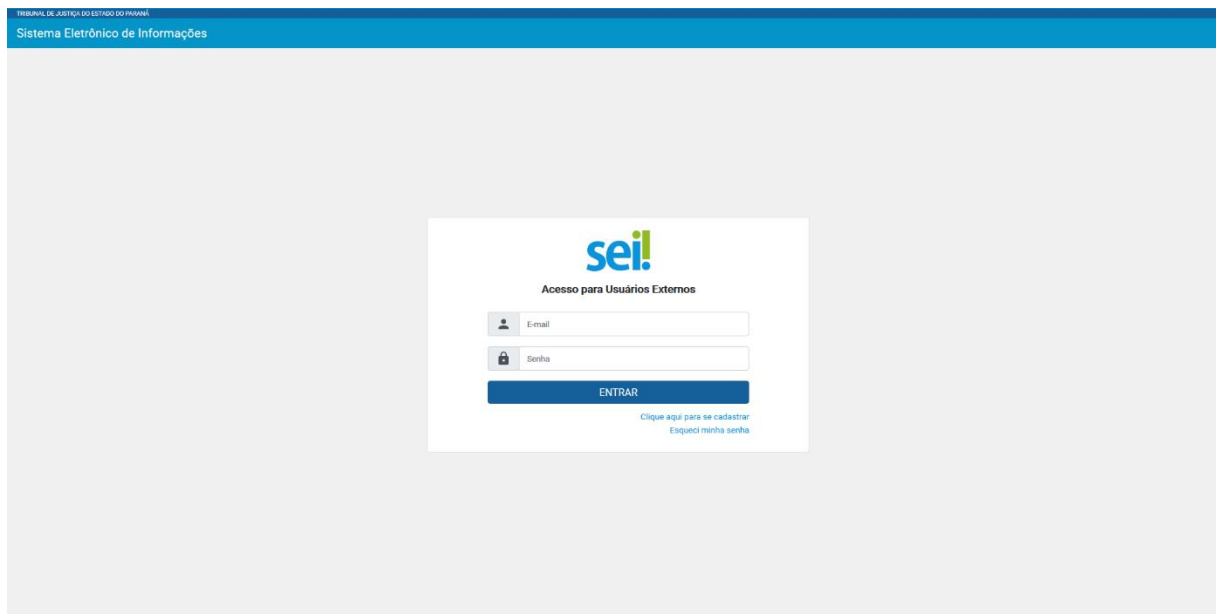 TRIBUNAL DE JUSTIÇA DO ESTADO DO PARANÁ
Sistema Eletrônico de Informações
sei!
Acesso para Usuários Externos
E-mail
Senha
ENTRAR
Clique aqui para se cadastrar
Esqueci minha senha